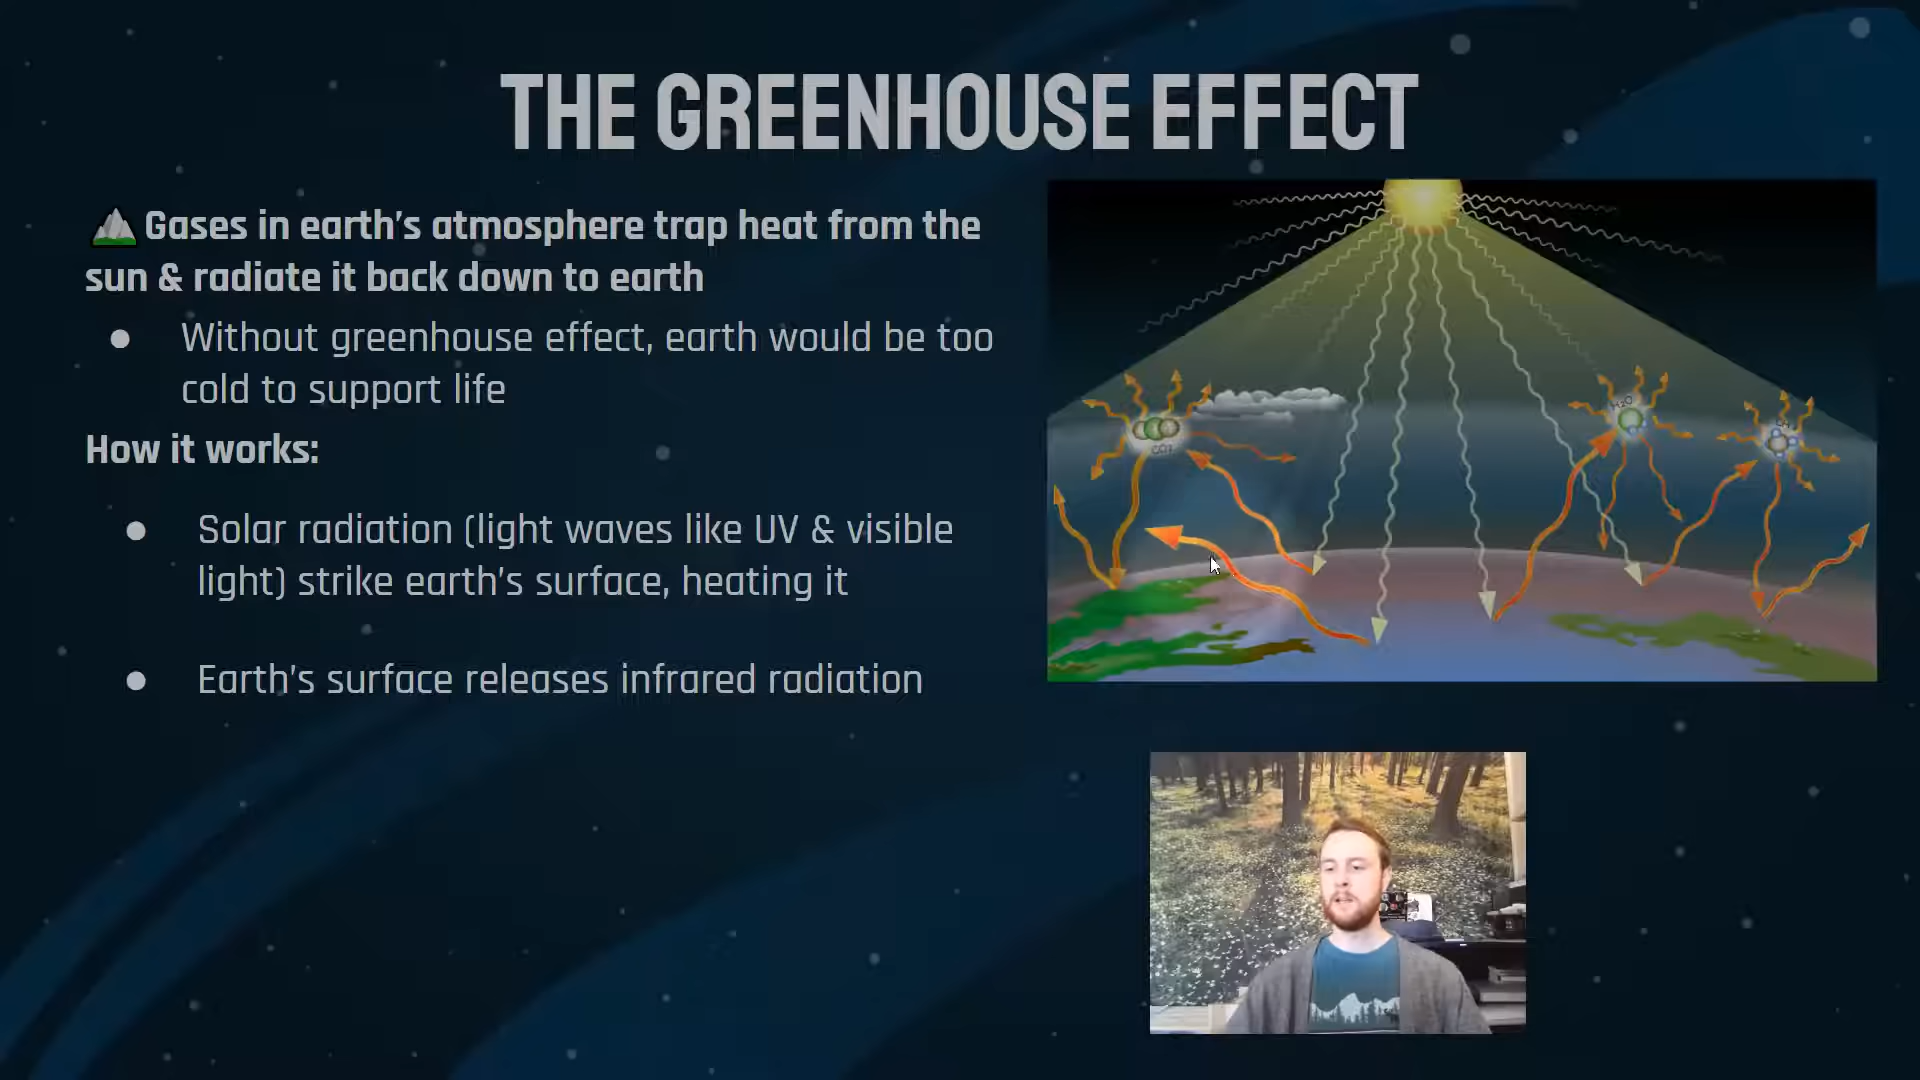 THE GREENHOUSE EFFECT
Gases in earth's atmosphere trap heat from the
sun & radiate it back down to earth
● Without greenhouse effect, earth would be too
cold to support life
How it works:
● Solar radiation (light waves like UV & visible
light) strike earth's surface, heating it
● Earth's surface releases infrared radiation
CO₂
H₂O